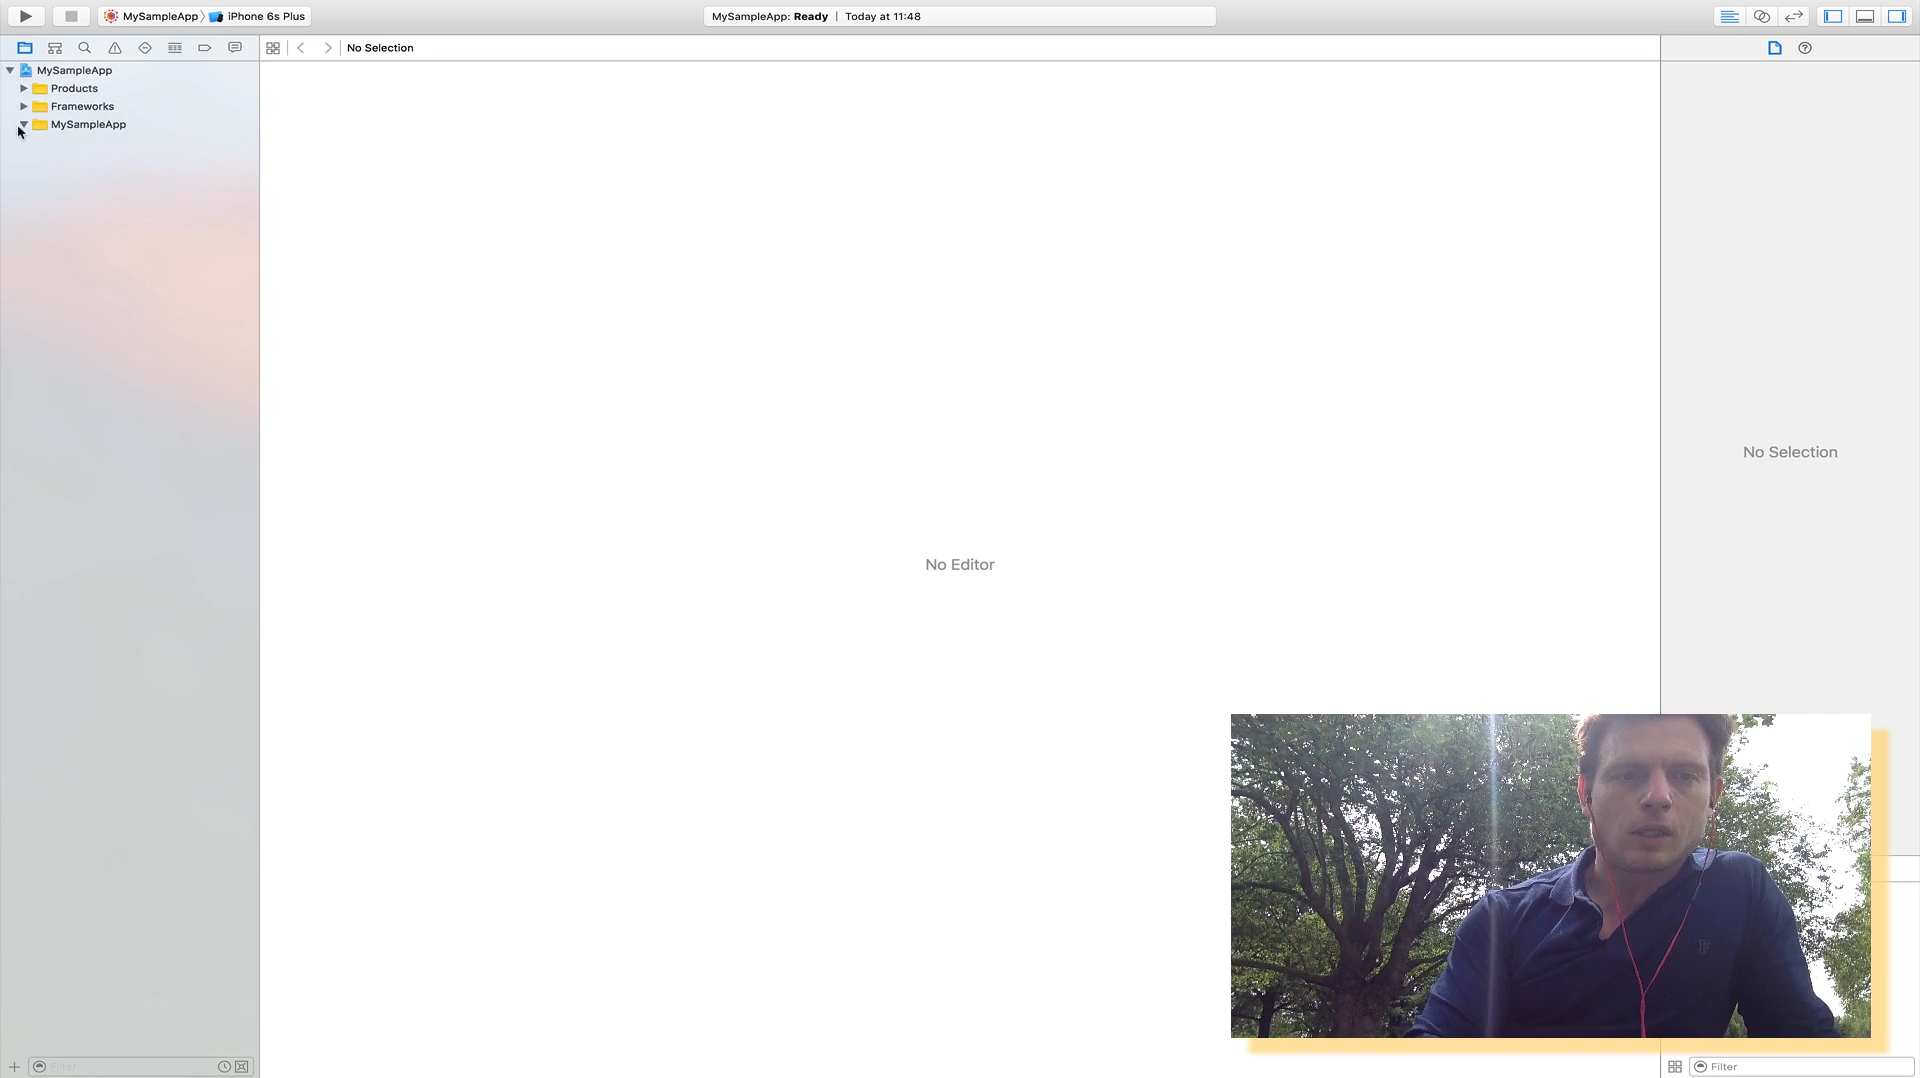 MySampleApp iPhone 6s Plus
MySampleApp: Ready | Today at 11:48
No Selection
MySampleApp
Products
Frameworks
MySampleApp
No Editor
No Selection
F
Filter
Filter